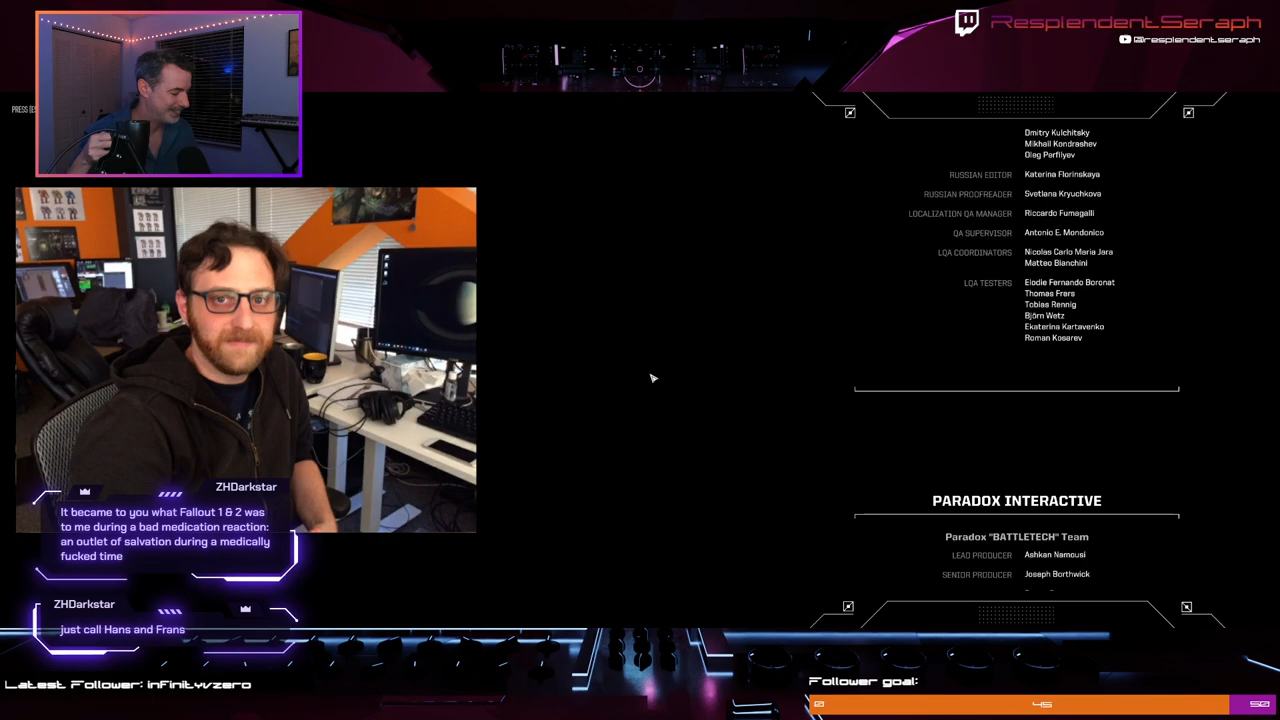 ResplendentSeraph
@resplendentseraph
PRESS ES
Dmitry Kulchitsky
Mikhail Kondrashev
Oleg Perfilyev
RUSSIAN EDITOR Katerina Florinskaya
RUSSIAN PROOFREADER Svetlana Kryuchkova
LOCALIZATION QA MANAGER Riccardo Fumagalli
QA SUPERVISOR Antonio E. Mondonico
LQA COORDINATORS Nicolas Carlo Maria Jara
Matteo Bianchini
LQA TESTERS Elodie Fernando Boronat
Thomas Frers
Tobias Rennig
Björn Wetz
Ekaterina Kartavenko
Roman Kosarev
PARADOX INTERACTIVE
Paradox "BATTLETECH" Team
LEAD PRODUCER Ashkan Namousi
SENIOR PRODUCER Joseph Borthwick
ZHDarkstar
It became to you what Fallout 1 & 2 was
to me during a bad medication reaction:
an outlet of salvation during a medically
fucked time
ZHDarkstar
just call Hans and Frans
Latest Follower: infinityvzero
Follower goal:
0 45 50